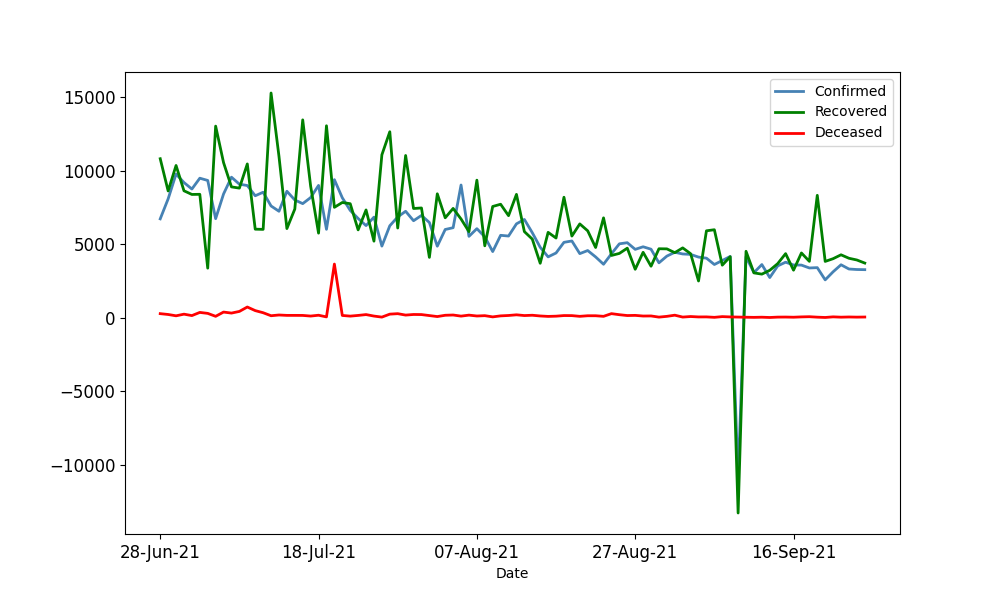 Confirmed
Recovered
Deceased
15000
10000
5000
0
−5000
−10000
28-Jun-21 18-Jul-21 07-Aug-21 27-Aug-21 16-Sep-21
Date